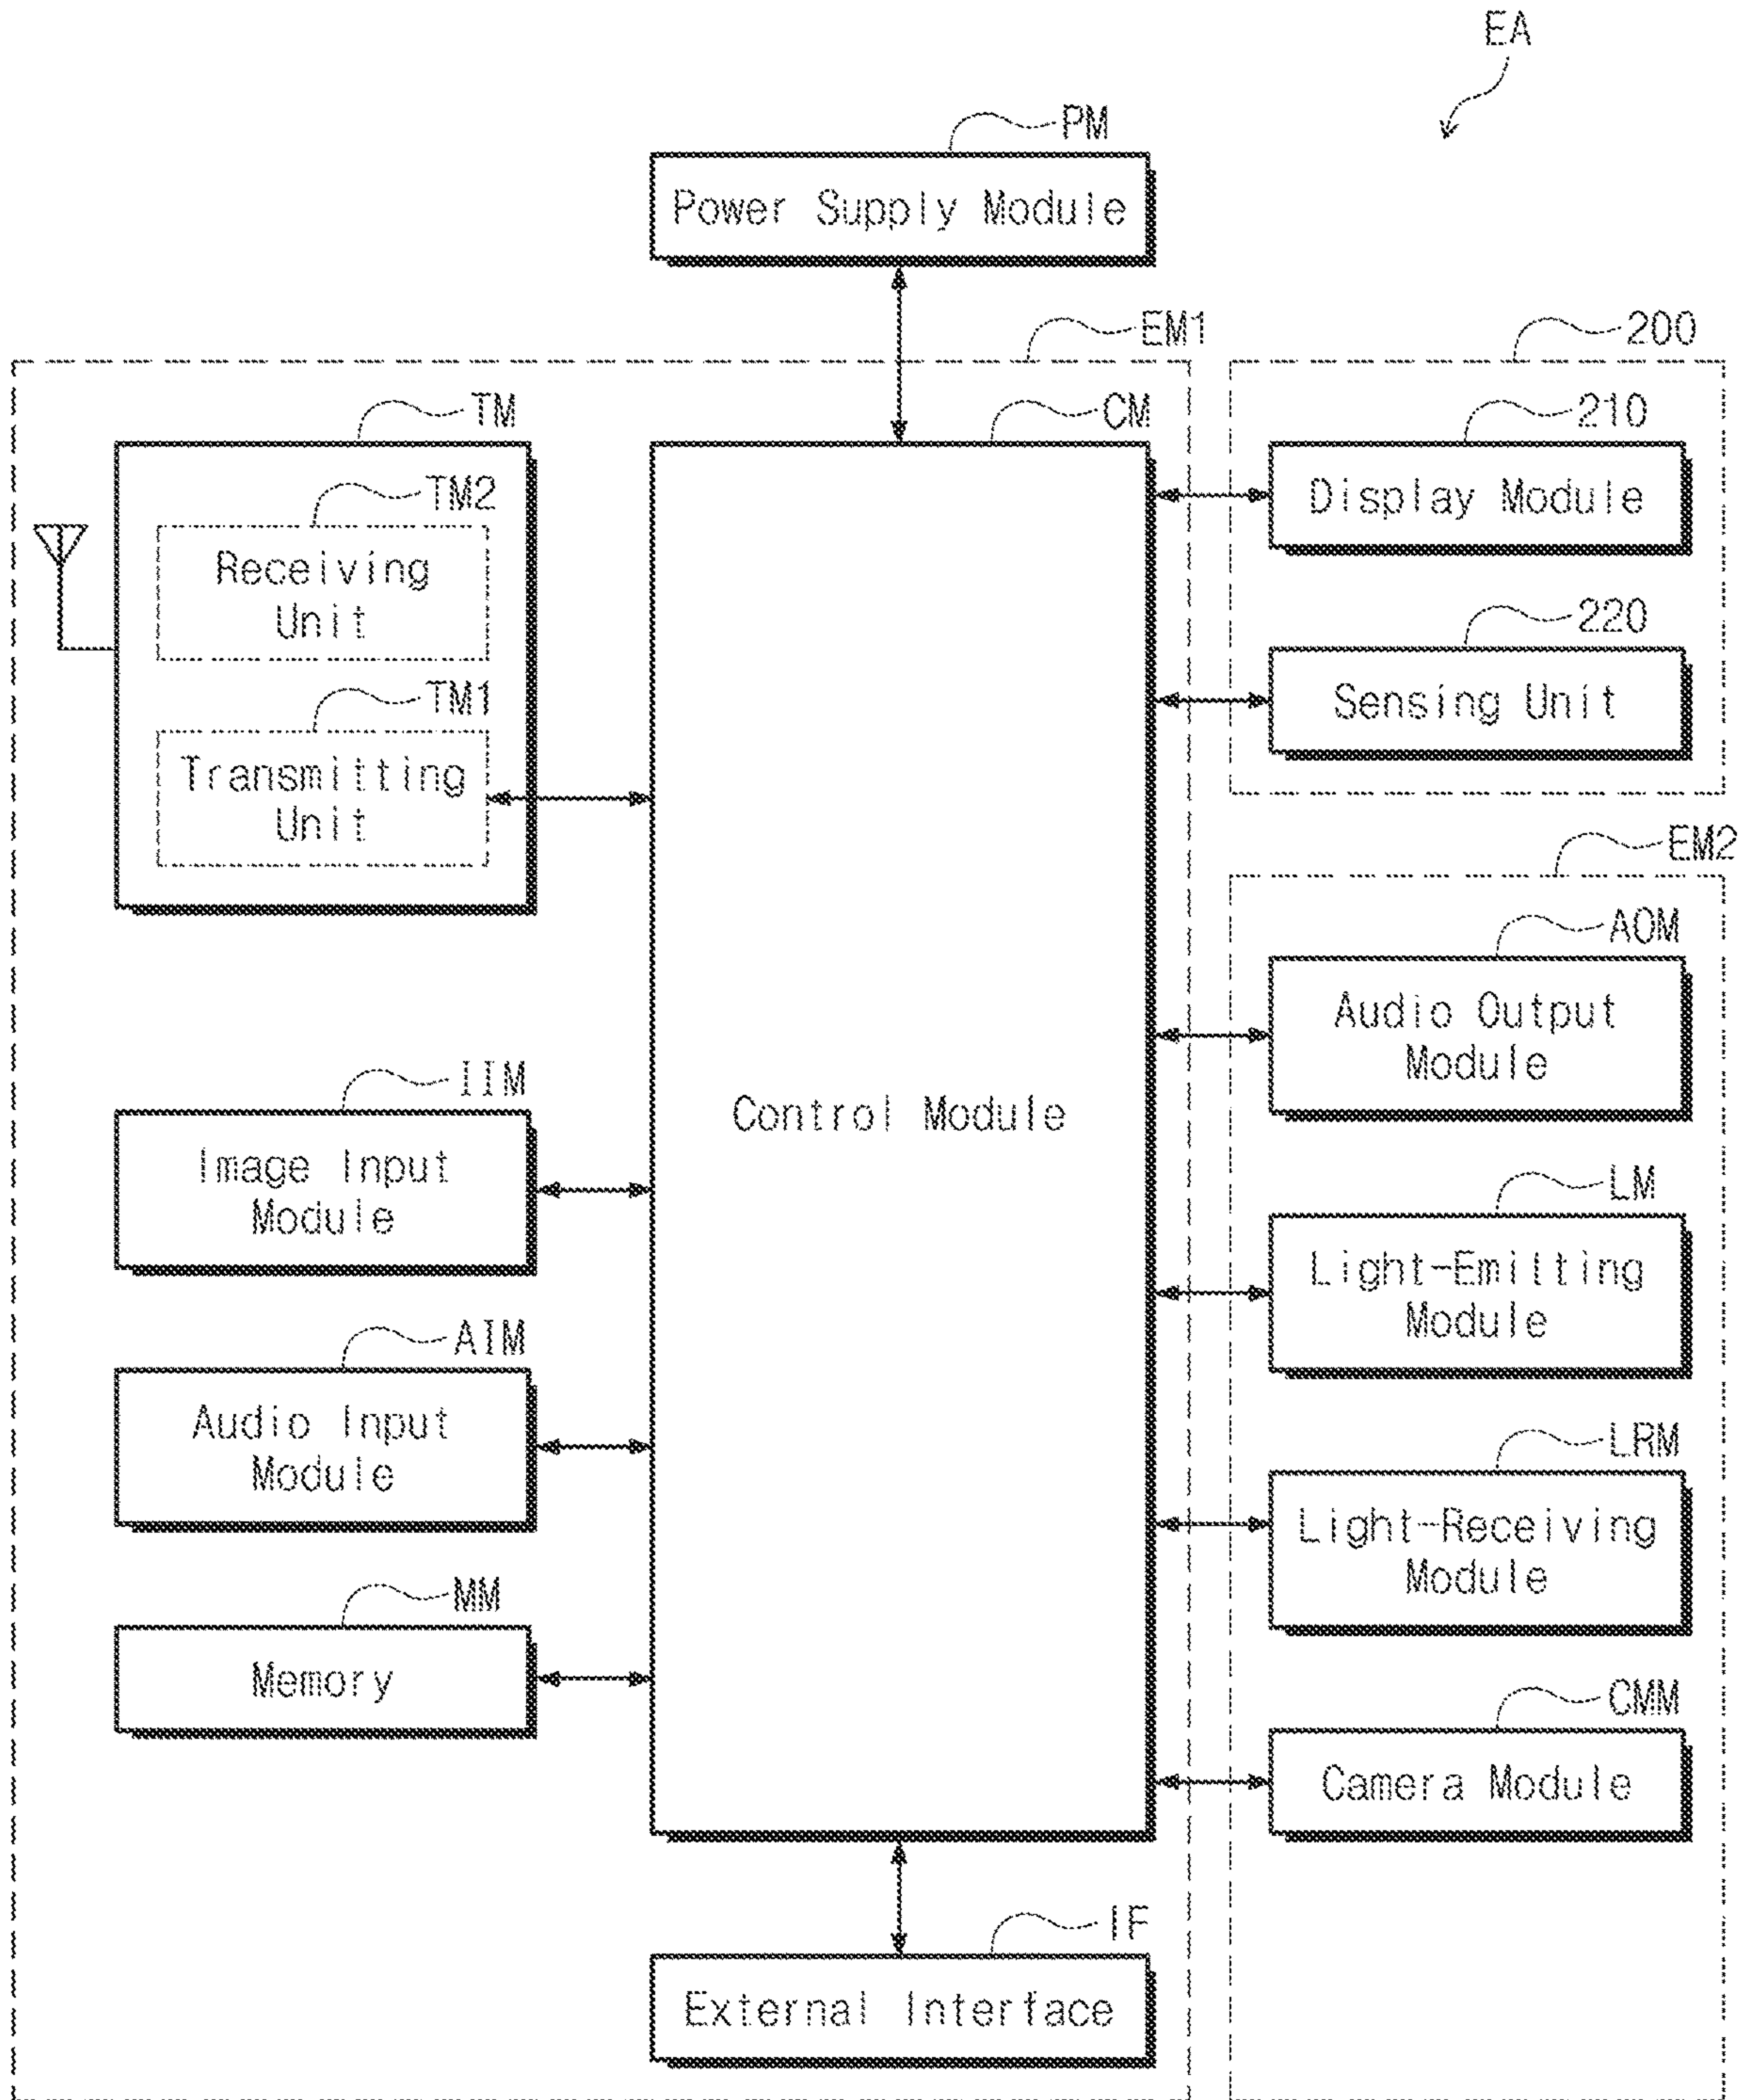 EA
PM
Power Supply Module
EM1
200
TM
CM
210
TM2
Display Module
Receiving
Unit
220
TM1
Sensing Unit
Transmitting
Unit
EM2
AOM
Audio Output
Module
IIM
Control Module
Image Input
Module
LM
Light-Emitting
Module
AIM
Audio Input
Module
LRM
Light-Receiving
Module
MM
Memory
CMM
Camera Module
IF
External Interface